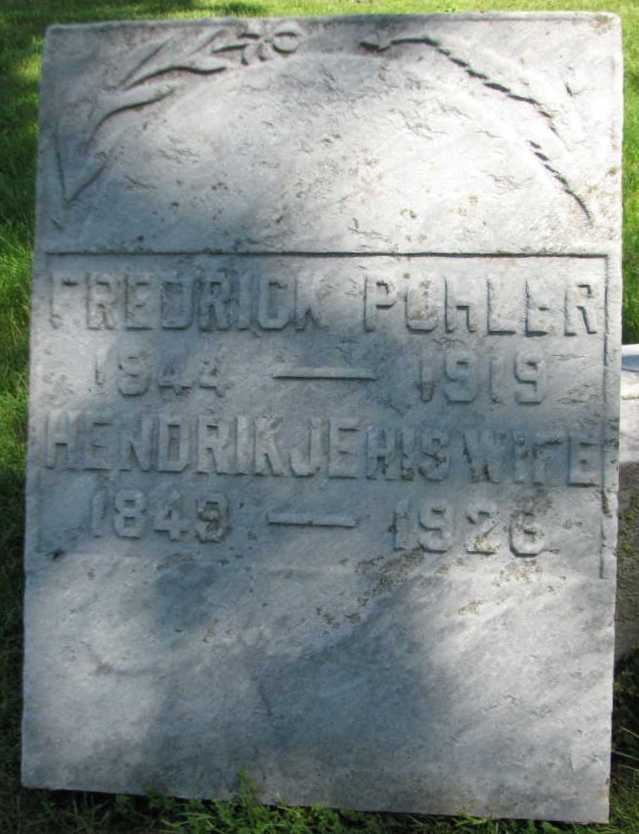 FREDRICK POHLER
1844 — 1919
HENDRIKJE HIS WIFE
1849 — 1926